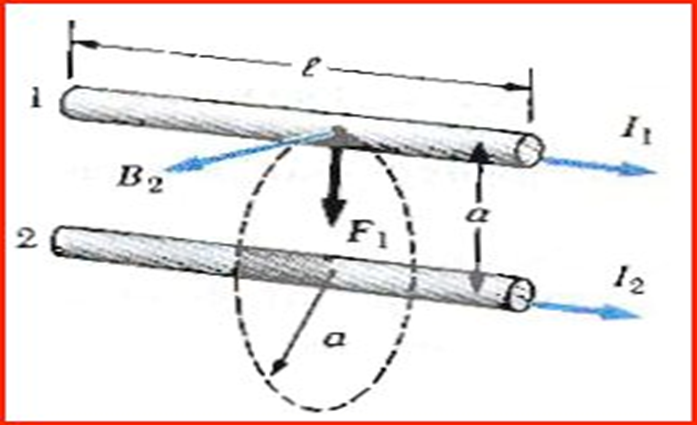 ℓ
1
I₁
B₂
a
F₁
2
I₂
a